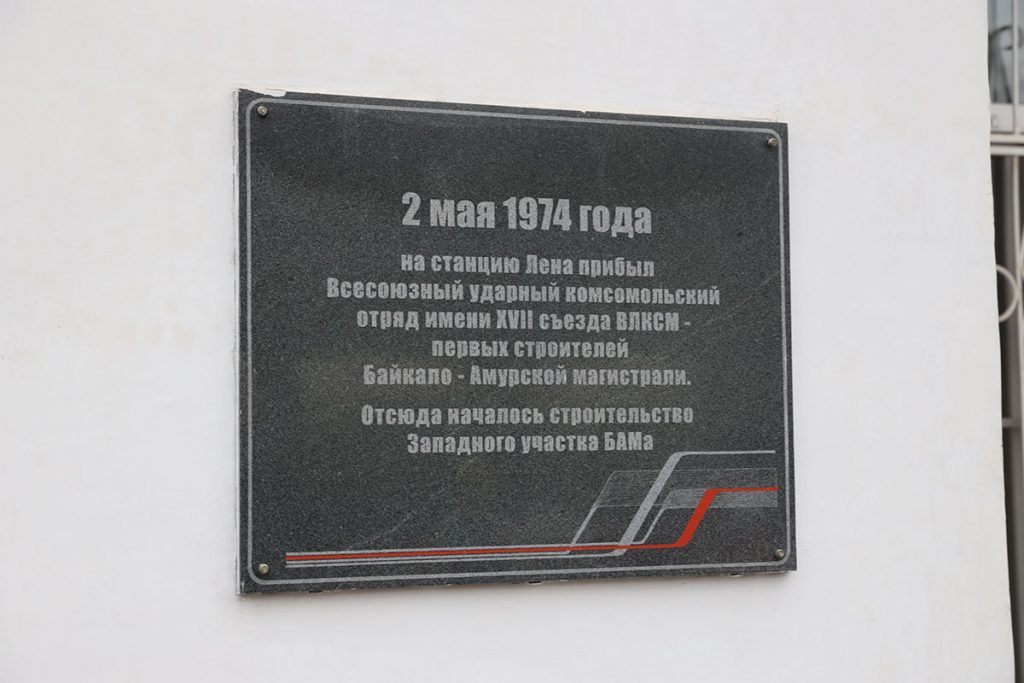 2 мая 1974 года
на станцию Лена прибыл
Всесоюзный ударный комсомольский
отряд имени XVII съезда ВЛКСМ -
первых строителей
Байкало - Амурской магистрали.
Отсюда началось строительство
Западного участка БАМа